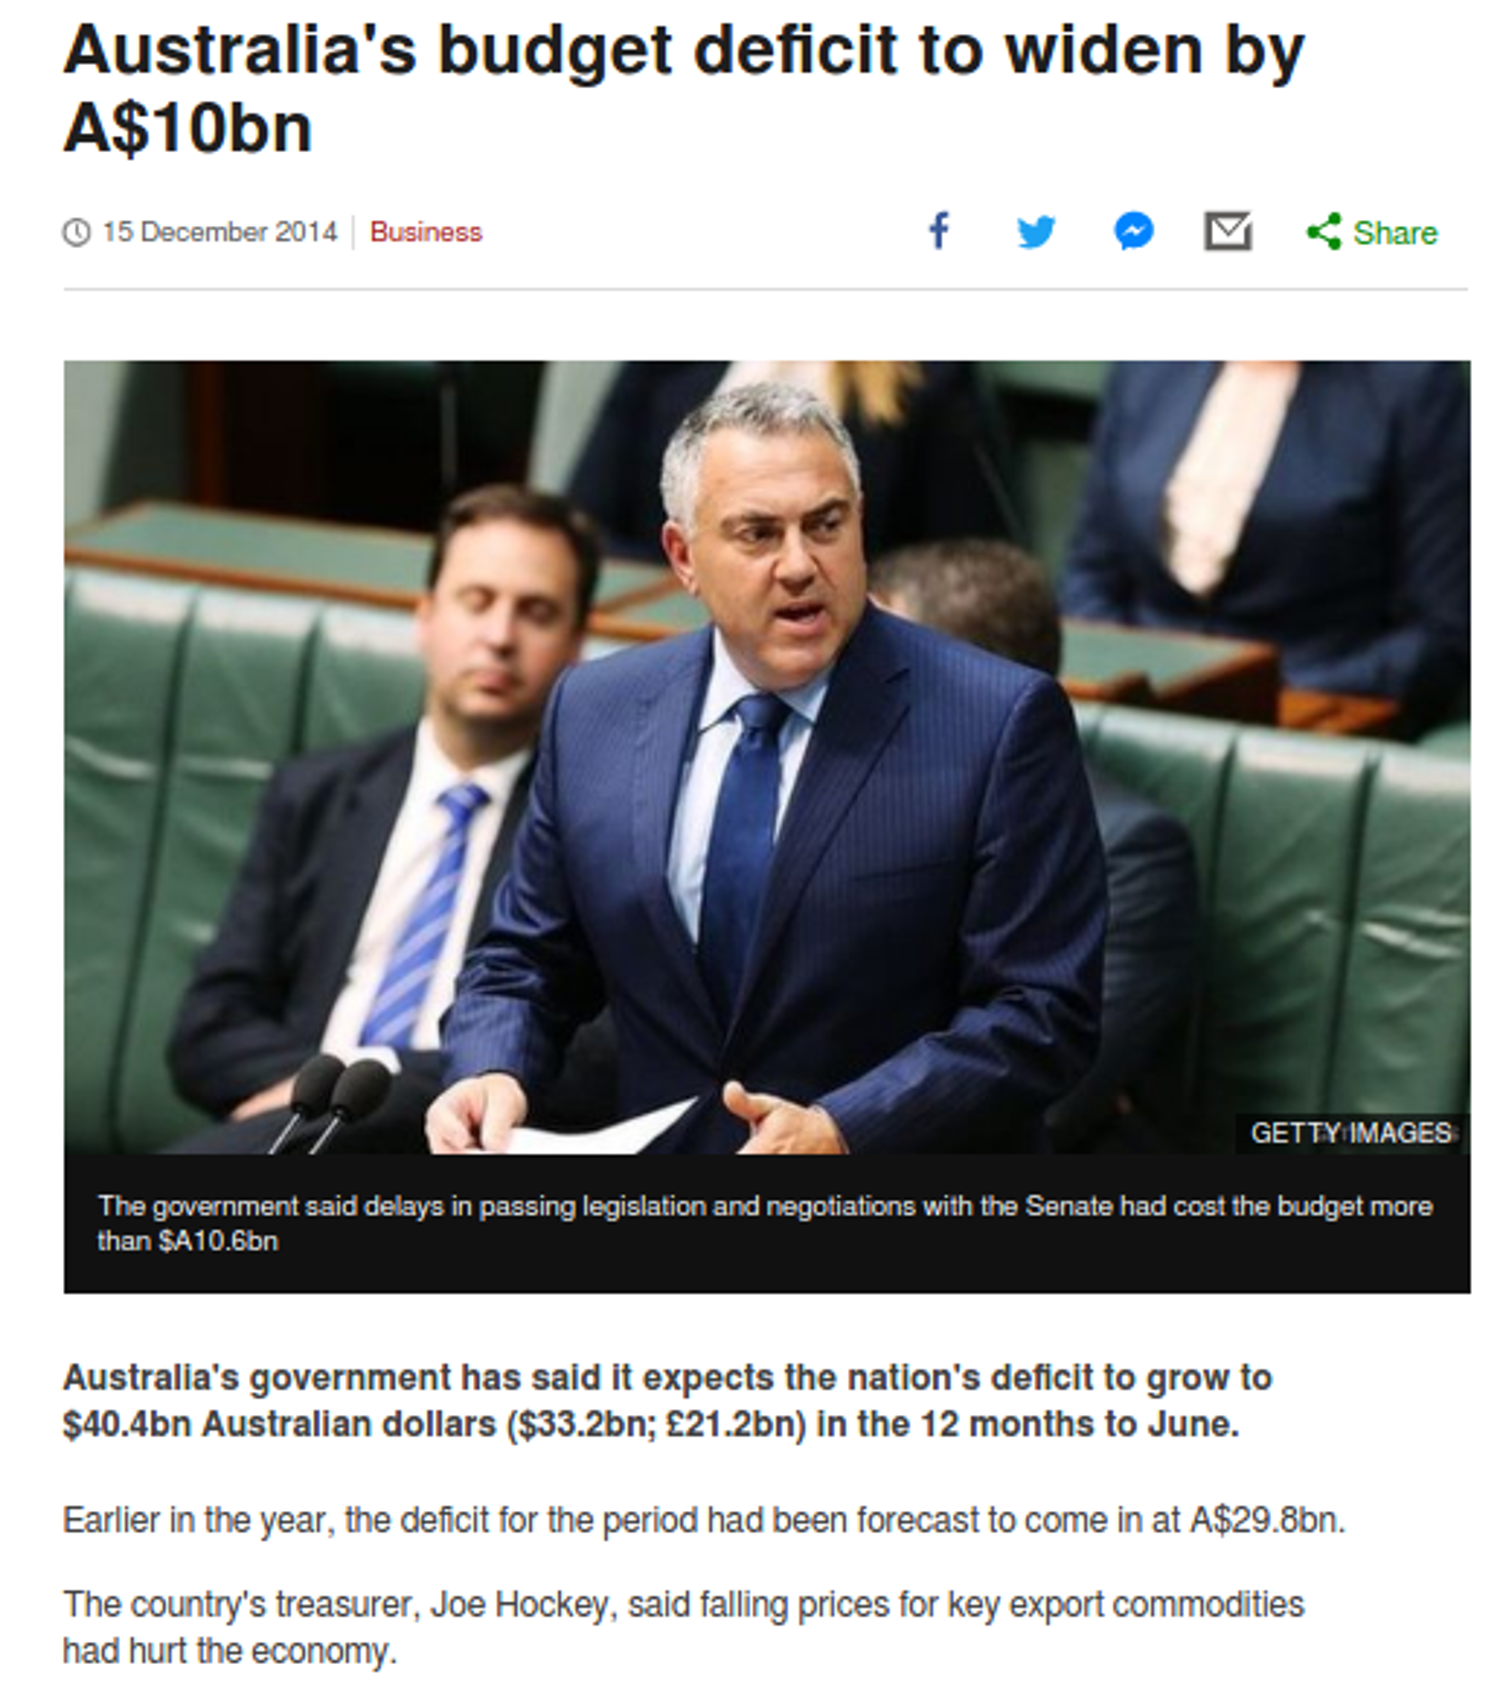 Australia's budget deficit to widen by
A$10bn
15 December 2014 Business Share
GETTY IMAGES
The government said delays in passing legislation and negotiations with the Senate had cost the budget more
than $A10.6bn
Australia's government has said it expects the nation's deficit to grow to
$40.4bn Australian dollars ($33.2bn; £21.2bn) in the 12 months to June.
Earlier in the year, the deficit for the period had been forecast to come in at A$29.8bn.
The country's treasurer, Joe Hockey, said falling prices for key export commodities
had hurt the economy.